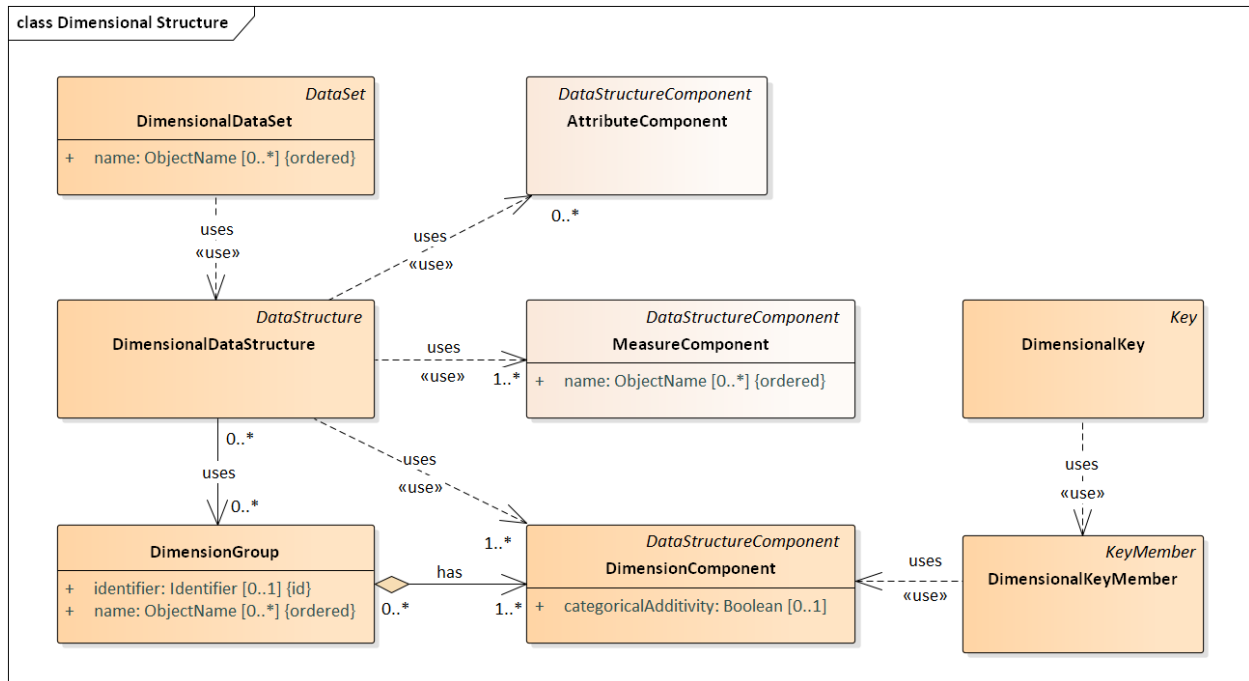 class Dimensional Structure
DataSet
DimensionalDataSet
+ name: ObjectName [0..*] {ordered}
DataStructureComponent
AttributeComponent
uses
«use»
uses
«use»
0..*
DataStructure
DimensionalDataStructure
uses
«use»
1..*
DataStructureComponent
MeasureComponent
+ name: ObjectName [0..*] {ordered}
Key
DimensionalKey
0..*
uses
0..*
uses
«use»
1..*
uses
«use»
DimensionGroup
+ identifier: Identifier [0..1] {id}
+ name: ObjectName [0..*] {ordered}
has
0..*
1..*
DataStructureComponent
DimensionComponent
+ categoricalAdditivity: Boolean [0..1]
uses
«use»
KeyMember
DimensionalKeyMember